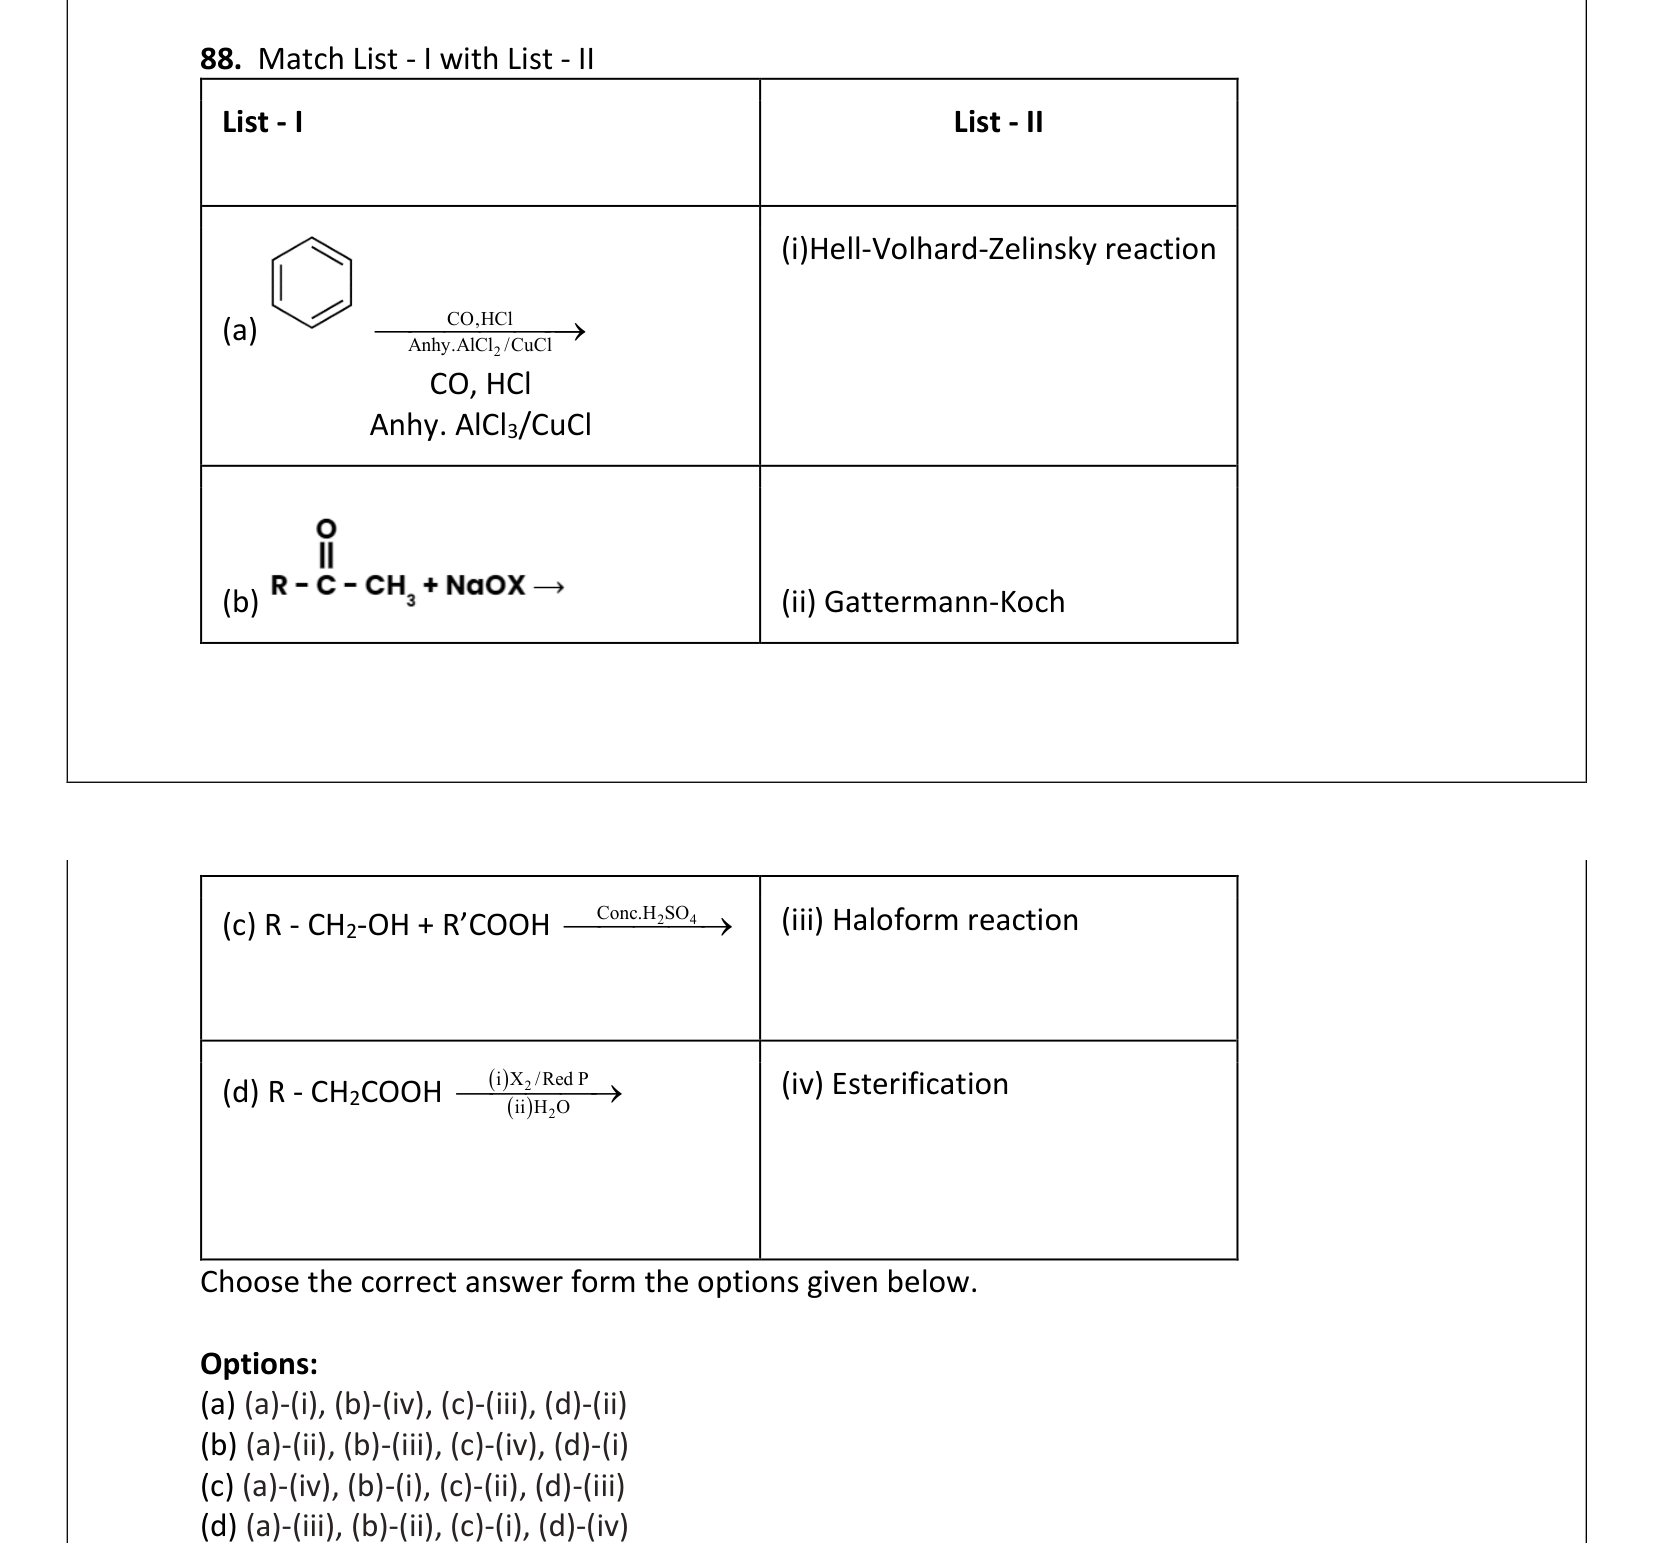 88. Match List - I with List - II
List - I
List - II
(a)
CO,HCl
Anhy.AlCl₂/CuCl
CO, HCl
Anhy. AlCl₃/CuCl
(i)Hell-Volhard-Zelinsky reaction
O
||
(b) R – C – CH₃ + NaOX →
(ii) Gattermann-Koch
(c) R - CH₂-OH + R’COOH Conc.H₂SO₄ →
(iii) Haloform reaction
(d) R - CH₂COOH (i)X₂/Red P →
(ii)H₂O
(iv) Esterification
Choose the correct answer form the options given below.
Options:
(a) (a)-(i), (b)-(iv), (c)-(iii), (d)-(ii)
(b) (a)-(ii), (b)-(iii), (c)-(iv), (d)-(i)
(c) (a)-(iv), (b)-(i), (c)-(ii), (d)-(iii)
(d) (a)-(iii), (b)-(ii), (c)-(i), (d)-(iv)